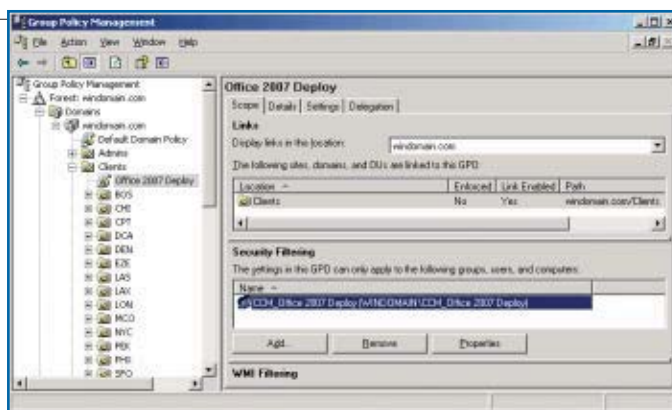 Group Policy Management
File Action View Window Help
Group Policy Management
Forest: windomain.com
Domains
windomain.com
Default Domain Policy
Admins
Clients
Office 2007 Deploy
BOS
CHI
CPT
DCA
DEN
EZE
LAS
LAX
LON
MCO
NYC
PEK
PHX
SFO
Office 2007 Deploy
Scope Details Settings Delegation
Links
Display links in this location: windomain.com
The following sites, domains, and OUs are linked to this GPO:
Location Enforced Link Enabled Path
Clients No Yes windomain.com/Clients
Security Filtering
The settings in this GPO can only apply to the following groups, users, and computers:
Name
CCM_Office 2007 Deploy (WINDOMAIN\CCM_Office 2007 Deploy)
Add... Remove Properties
WMI Filtering